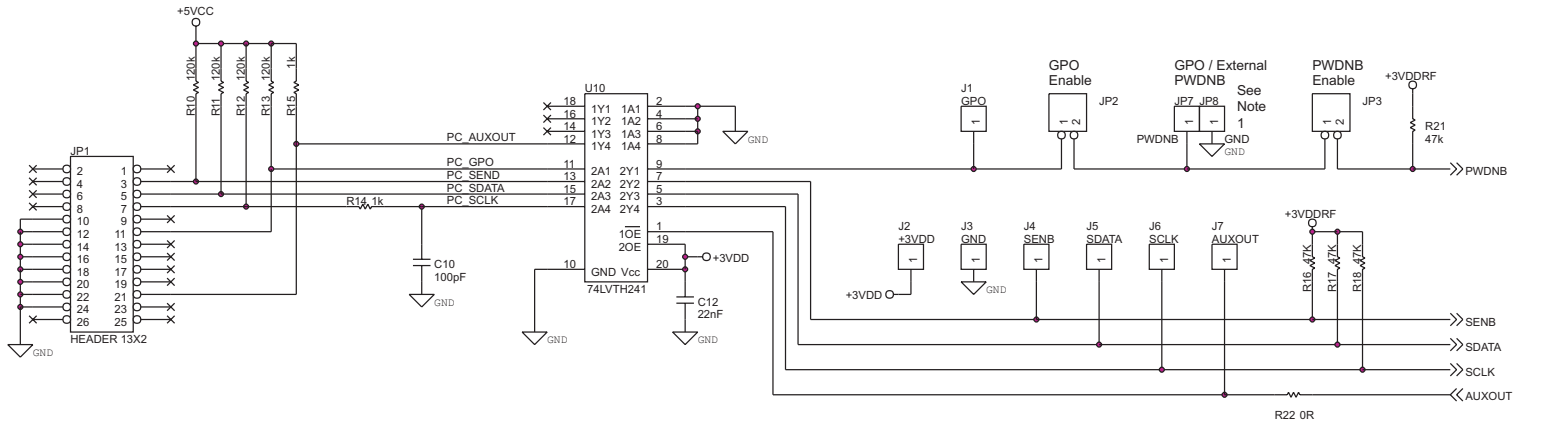 +5VCC
120k
120k
120k
120k
1k
R10
R11
R12
R13
R15
JP1
2
4
6
8
10
12
14
16
18
20
22
24
26
1
3
5
7
9
11
13
15
17
19
21
23
25
HEADER 13X2
GND
PC_AUXOUT
PC_GPO
PC_SEND
PC_SDATA
PC_SCLK
R14 1k
C10
100pF
GND
U10
18 1Y1 1A1 2
16 1Y2 1A2 4
14 1Y3 1A3 6
12 1Y4 1A4 8
11 2A1 2Y1 9
13 2A2 2Y2 7
15 2A3 2Y3 5
17 2A4 2Y4 3
1OE 1
2OE 19
10 GND Vcc 20
74LVTH241
GND
GND
+3VDD
C12
22nF
GND
J1
GPO
1
GPO
Enable
1 2
JP2
GPO / External
PWDNB
See
Note
1
JP7 JP8
1 1
PWDNB
GND
GND
PWDNB
Enable
1 2
JP3
+3VDDRF
R21
47k
PWDNB
J2
+3VDD
1
+3VDD
J3
GND
1
GND
J4
SENB
1
J5
SDATA
1
J6
SCLK
1
J7
AUXOUT
1
+3VDDRF
R16 47K
R17 47K
R18 47K
SENB
SDATA
SCLK
AUXOUT
R22 0R